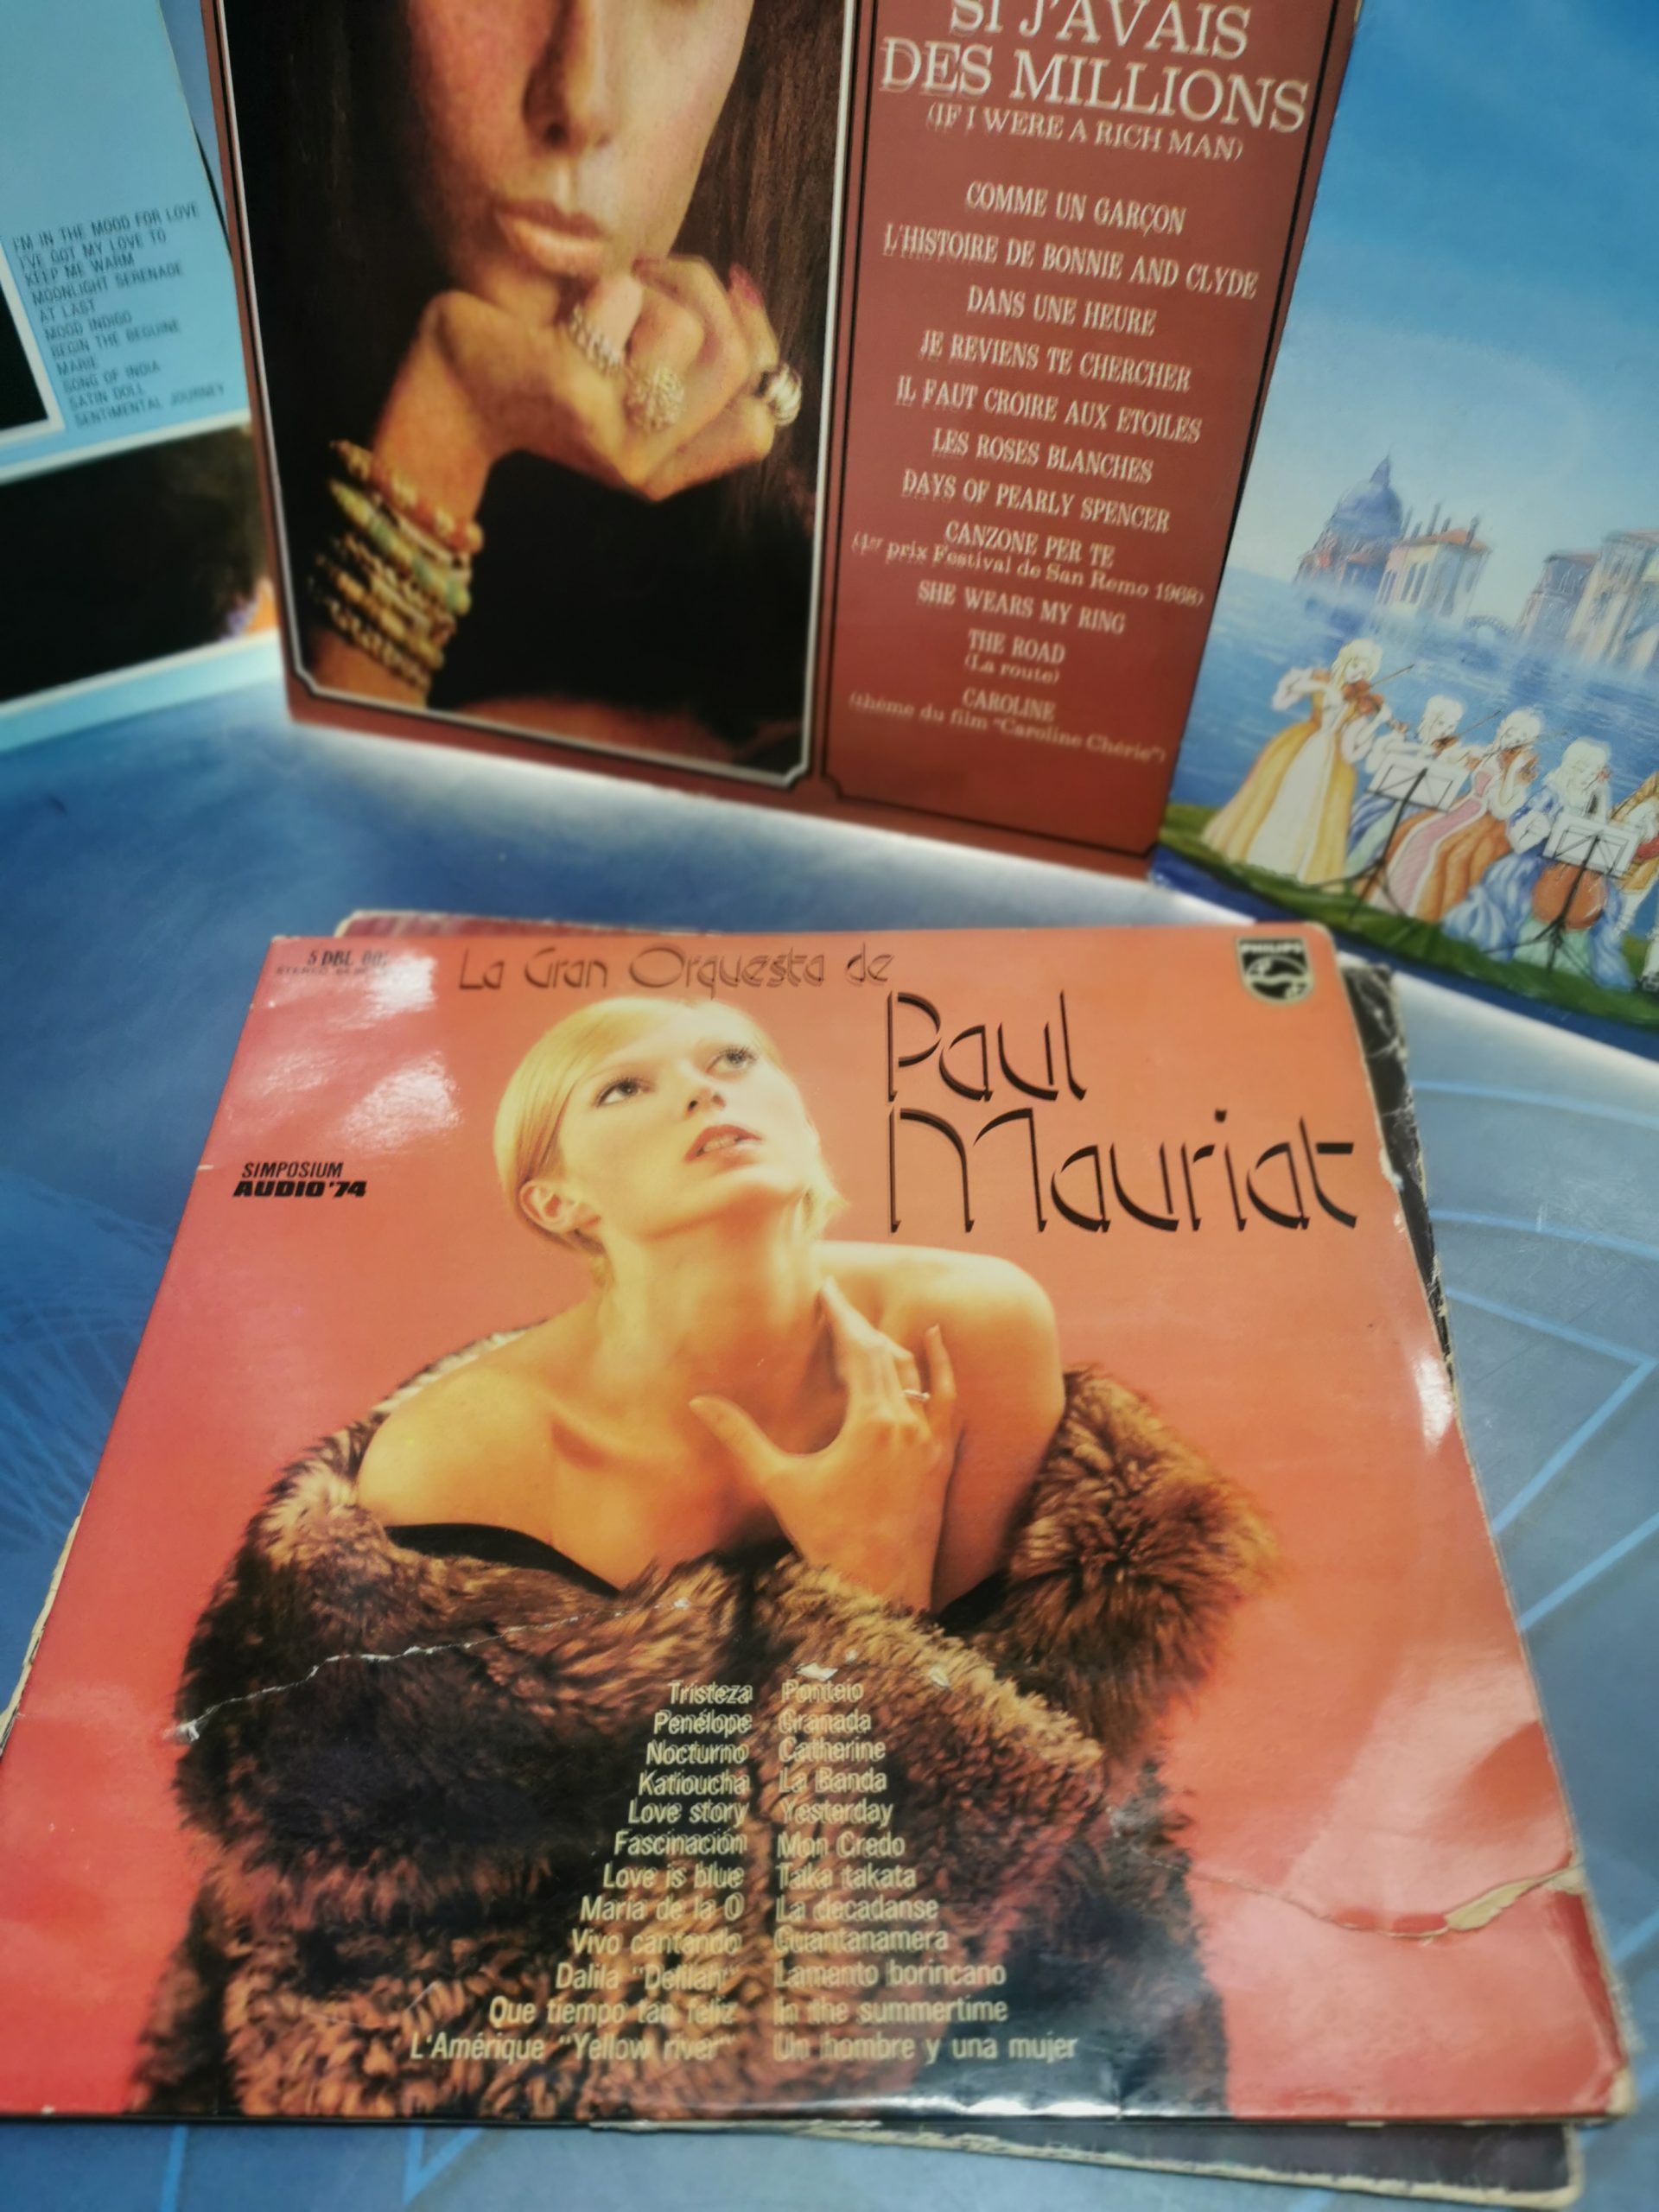 I'M IN THE MOOD FOR LOVE
I'VE GOT MY LOVE TO
KEEP ME WARM
MOONLIGHT SERENADE
AT LAST
MOOD INDIGO
BEGIN THE BEGUINE
MARIE
SONG OF INDIA
SATIN DOLL
SENTIMENTAL JOURNEY
SI J'AVAIS
DES MILLIONS
(IF I WERE A RICH MAN)
COMME UN GARÇON
L'HISTOIRE DE BONNIE AND CLYDE
DANS UNE HEURE
JE REVIENS TE CHERCHER
IL FAUT CROIRE AUX ETOILES
LES ROSES BLANCHES
DAYS OF PEARLY SPENCER
CANZONE PER TE
(1er prix Festival de San Remo 1968)
SHE WEARS MY RING
THE ROAD
(La route)
CAROLINE
(thème du film "Caroline Chérie")
5 DBL
STEREO
La Gran Orquesta de
Paul
Mauriat
PHILIPS
SIMPOSIUM
AUDIO '74
Tristeza Ponteio
Penélope Granada
Nocturno Catherine
Katioucha La Banda
Love story Yesterday
Fascinación Mon Credo
Love is blue Taka takata
María de la O La decadanse
Vivo cantando Guantanamera
Dalila "Delilah" Lamento borincano
Que tiempo tan feliz In the summertime
L'Amérique "Yellow river" Un hombre y una mujer